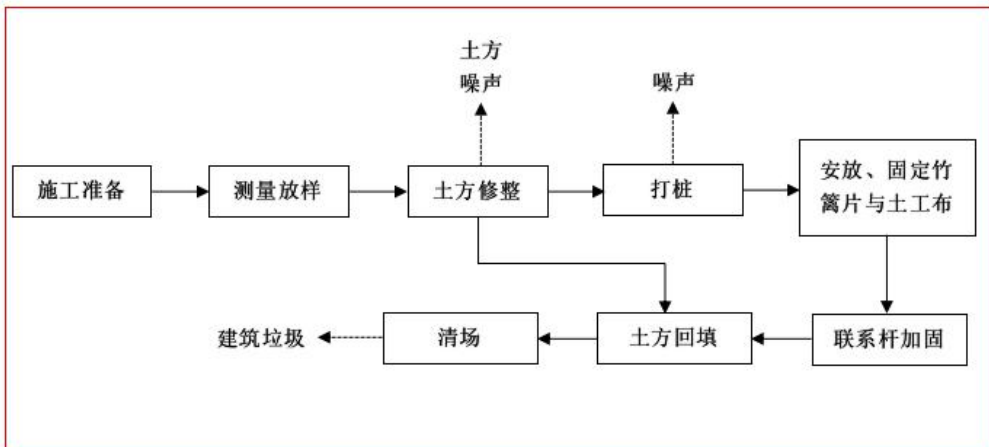 土方
噪声
噪声
施工准备
测量放样
土方修整
打桩
安放、固定竹
篱片与土工布
建筑垃圾
清场
土方回填
联系杆加固